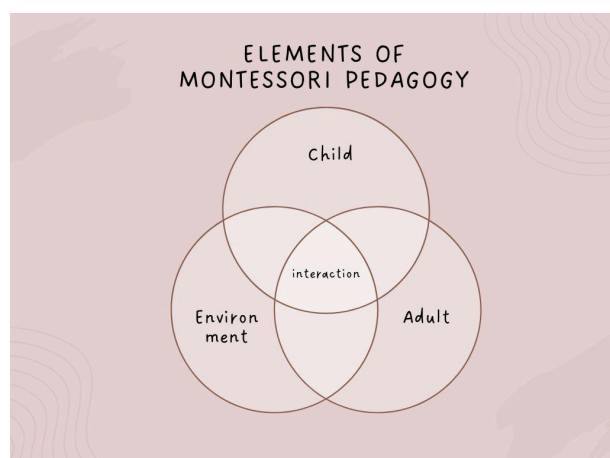 ELEMENTS OF
MONTESSORI PEDAGOGY
Child
interaction
Environ
ment
Adult